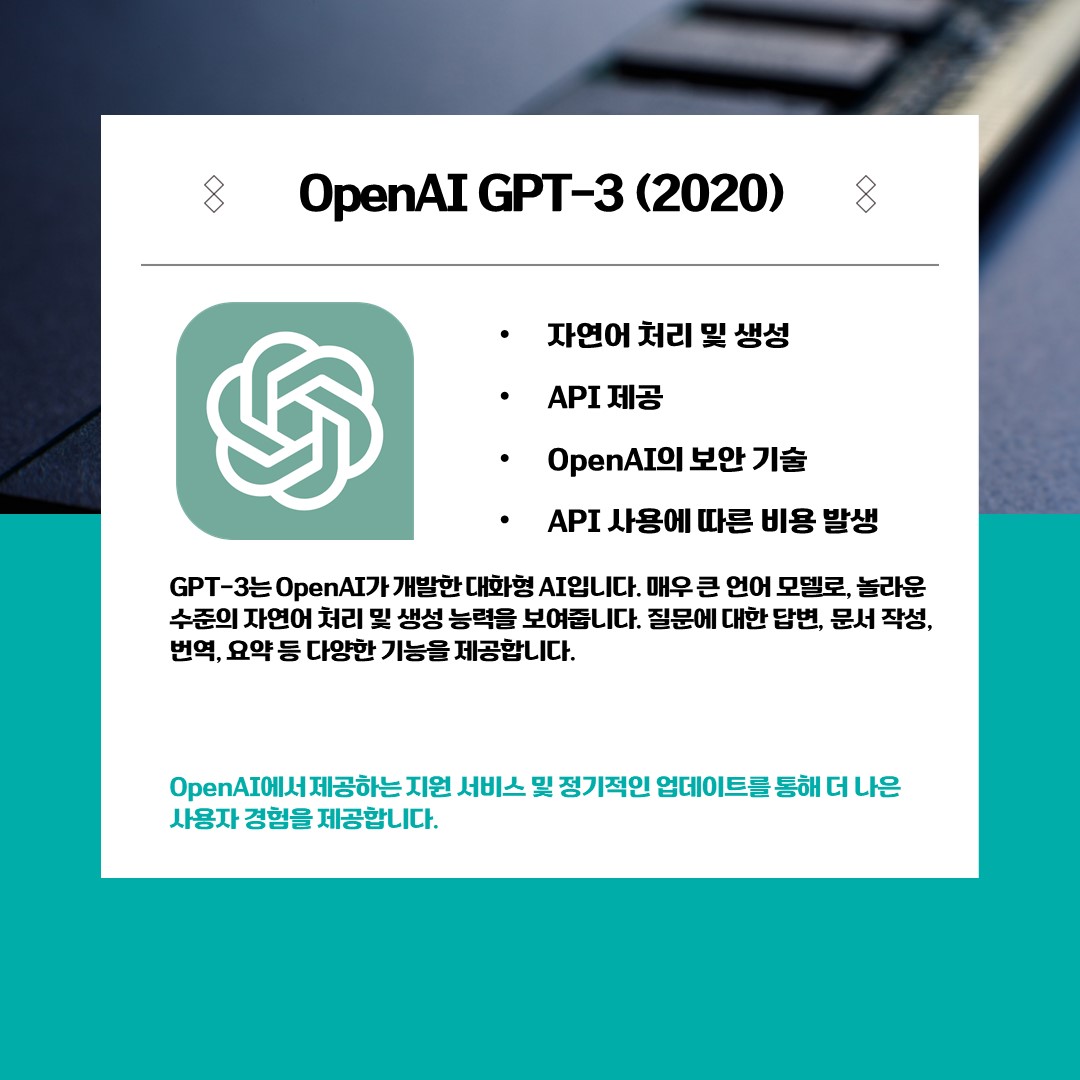 OpenAI GPT-3 (2020)
• 자연어 처리 및 생성
• API 제공
• OpenAI의 보안 기술
• API 사용에 따른 비용 발생
GPT-3는 OpenAI가 개발한 대화형 AI입니다. 매우 큰 언어 모델로, 놀라운
수준의 자연어 처리 및 생성 능력을 보여줍니다. 질문에 대한 답변, 문서 작성,
번역, 요약 등 다양한 기능을 제공합니다.
OpenAI에서 제공하는 지원 서비스 및 정기적인 업데이트를 통해 더 나은
사용자 경험을 제공합니다.